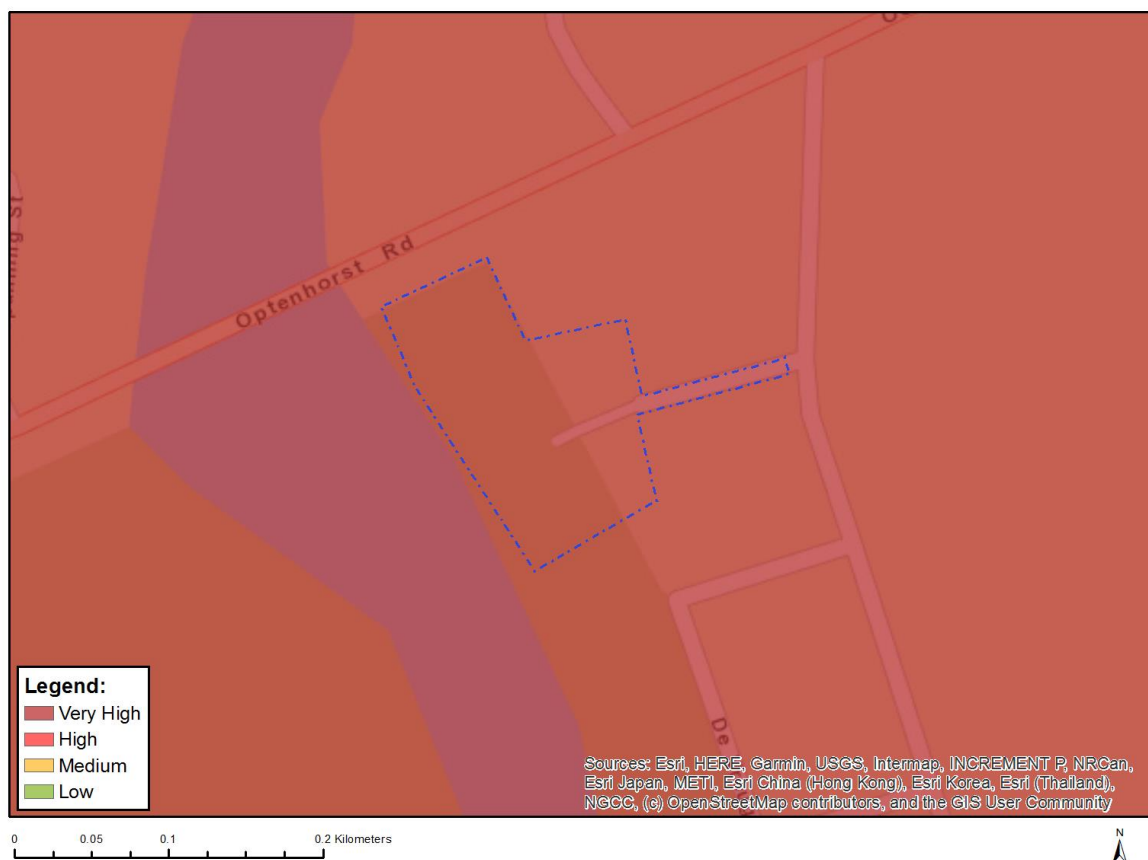 Optenhorst Rd
De
Legend:
Very High
High
Medium
Low
Sources: Esri, HERE, Garmin, USGS, Intermap, INCREMENT P, NRCan,
Esri Japan, METI, Esri China (Hong Kong), Esri Korea, Esri (Thailand),
NGCC, (c) OpenStreetMap contributors, and the GIS User Community
0 0.05 0.1 0.2 Kilometers
N